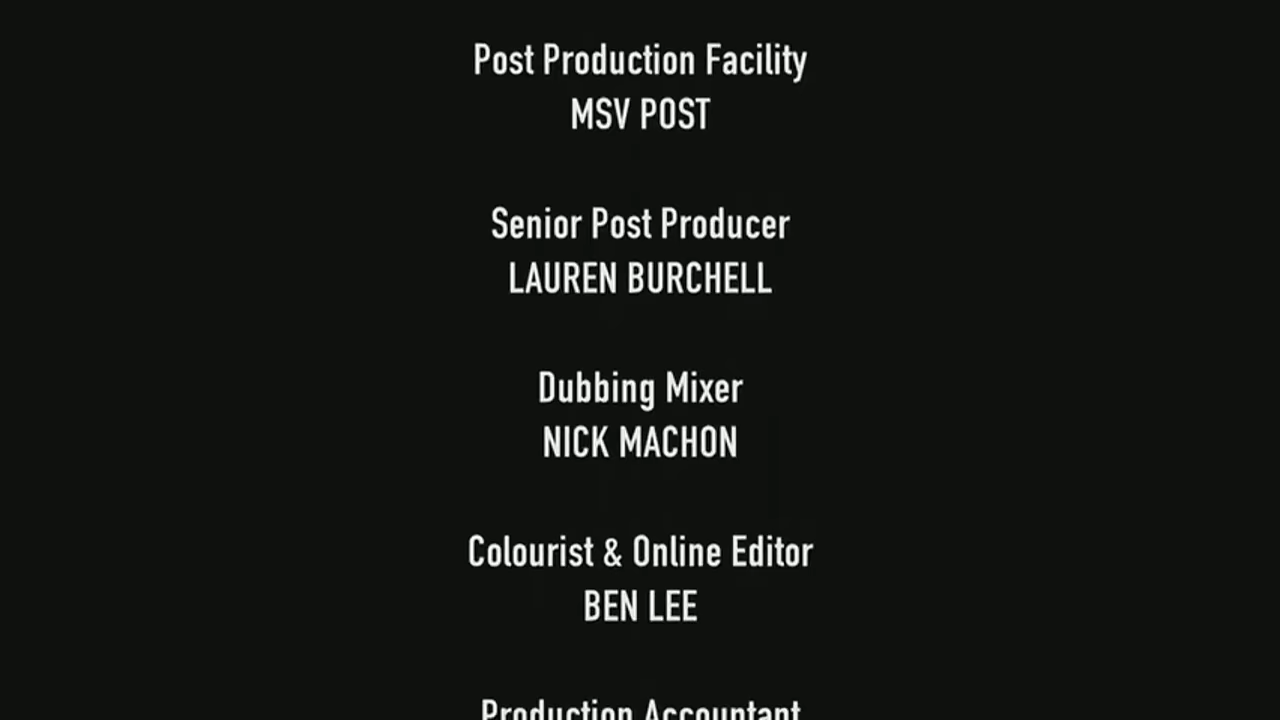 Post Production Facility
MSV POST
Senior Post Producer
LAUREN BURCHELL
Dubbing Mixer
NICK MACHON
Colourist & Online Editor
BEN LEE
Production Accountant